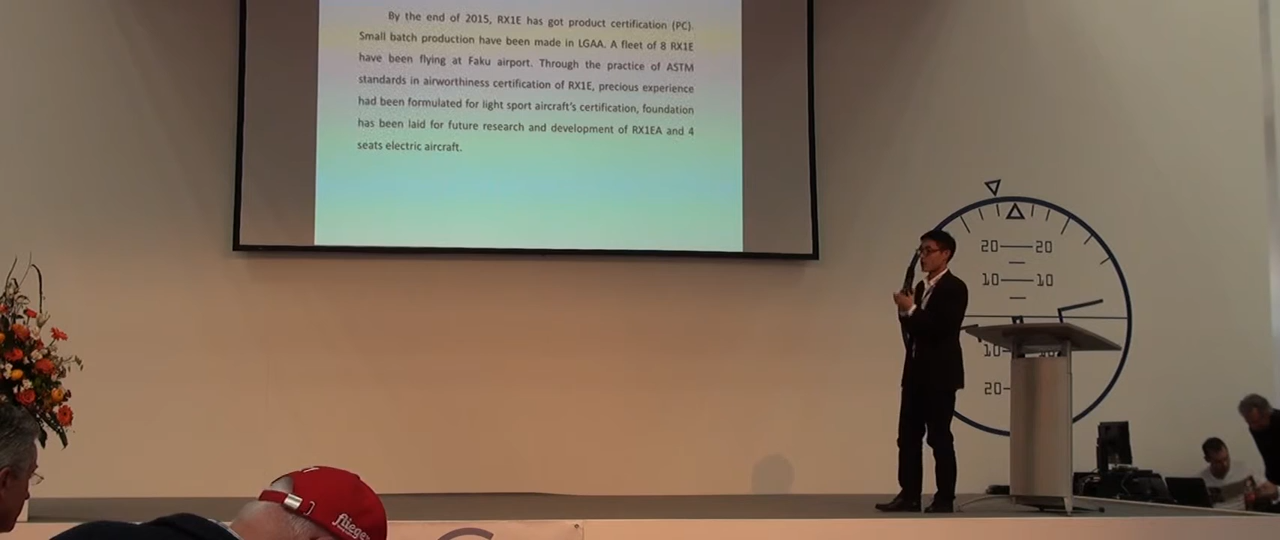 By the end of 2015, RX1E has got product certification (PC).
Small batch production have been made in LGAA. A fleet of 8 RX1E
have been flying at Faku airport. Through the practice of ASTM
standards in airworthiness certification of RX1E, precious experience
had been formulated for light sport aircraft's certification, foundation
has been laid for future research and development of RX1EA and 4
seats electric aircraft.
20 20
10 10
10
20
flieger